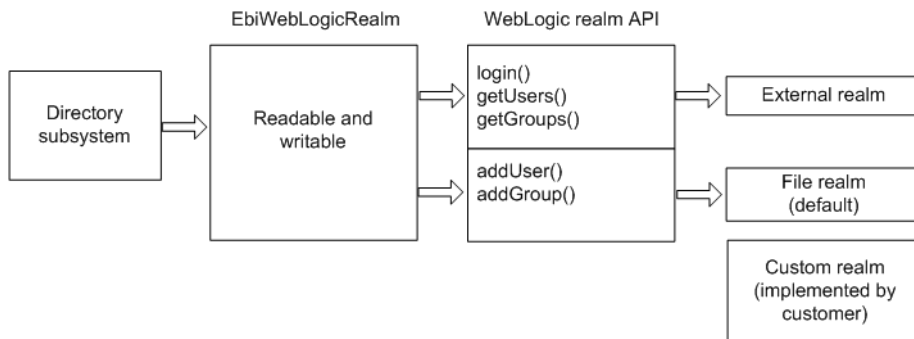 EbiWebLogicRealm
WebLogic realm API
Directory
subsystem
Readable and
writable
login()
getUsers()
getGroups()
addUser()
addGroup()
External realm
File realm
(default)
Custom realm
(implemented by
customer)